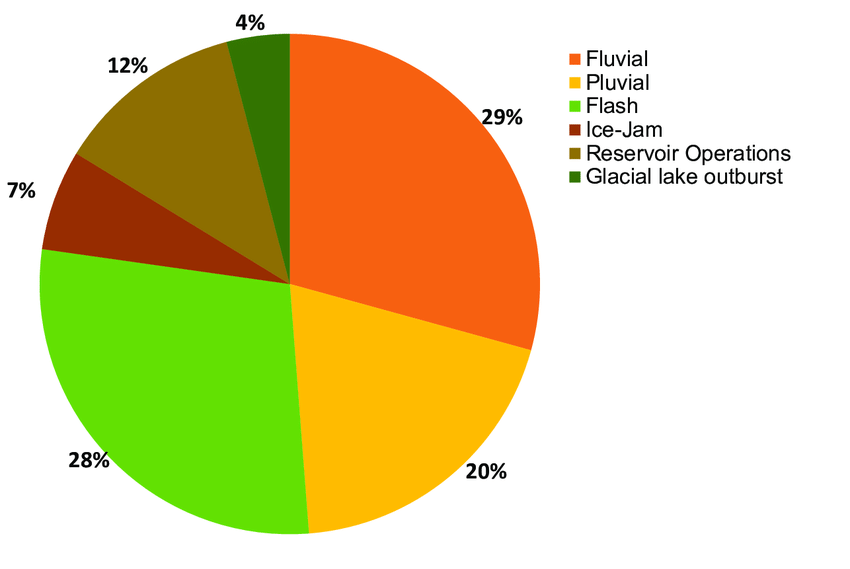 4%
12%
29%
7%
28%
20%
Fluvial
Pluvial
Flash
Ice-Jam
Reservoir Operations
Glacial lake outburst